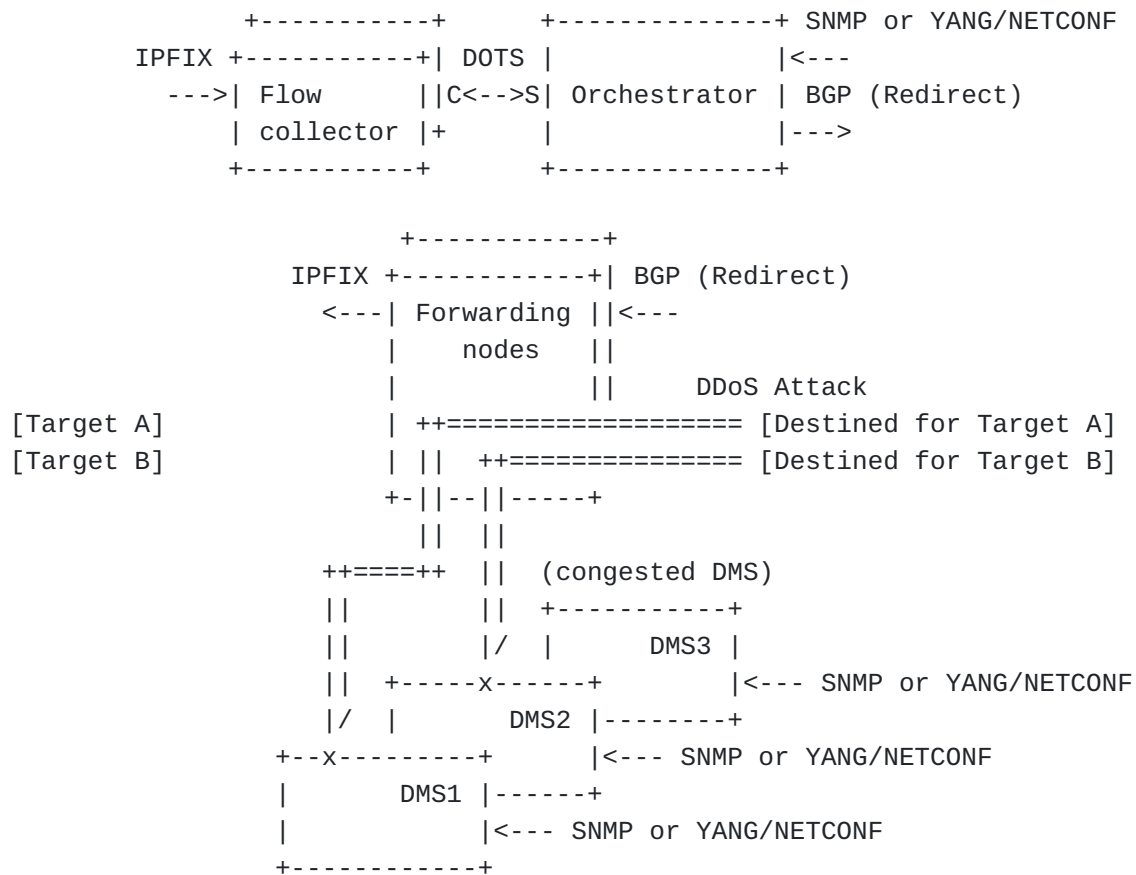 +-----------+      +--------------+ SNMP or YANG/NETCONF
       IPFIX +-----------+| DOTS |              |<---
         --->| Flow      ||C<-->S| Orchestrator | BGP (Redirect)
             | collector |+      |              |--->
             +-----------+       +--------------+

                        +------------+
                 IPFIX +------------+| BGP (Redirect)
                   <---| Forwarding ||<---
                       |    nodes   ||
                       |            ||     DDoS Attack
[Target A]              | ++=================== [Destined for Target A]
[Target B]              | ||  ++=============== [Destined for Target B]
                       +-||--||-----+
                         ||  ||
                   ++====++  ||  (congested DMS)
                   ||        ||  +-----------+
                   ||        |/  |      DMS3 |
                   ||  +-----x------+        |<--- SNMP or YANG/NETCONF
                   |/  |       DMS2 |--------+
                +--x---------+      |<--- SNMP or YANG/NETCONF
                |       DMS1 |------+
                |            |<--- SNMP or YANG/NETCONF
                +------------+